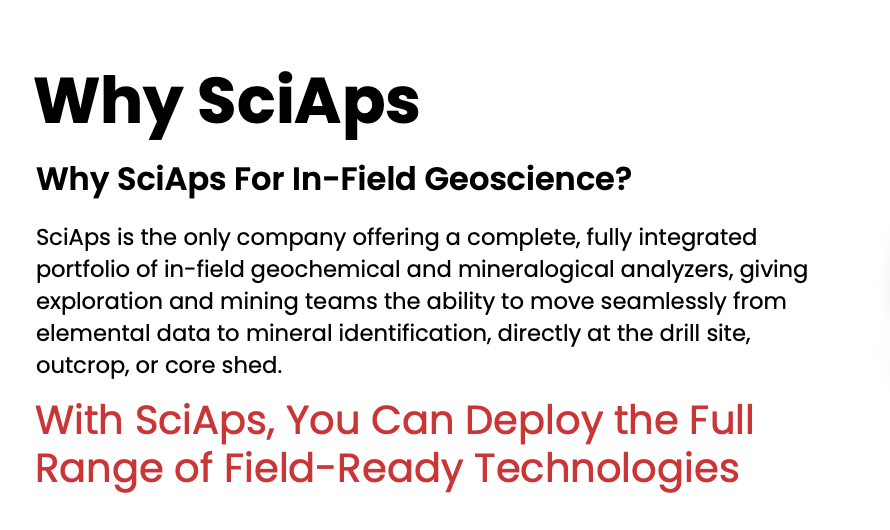 Why SciAps
Why SciAps For In-Field Geoscience?
SciAps is the only company offering a complete, fully integrated
portfolio of in-field geochemical and mineralogical analyzers, giving
exploration and mining teams the ability to move seamlessly from
elemental data to mineral identification, directly at the drill site,
outcrop, or core shed.
With SciAps, You Can Deploy the Full
Range of Field-Ready Technologies